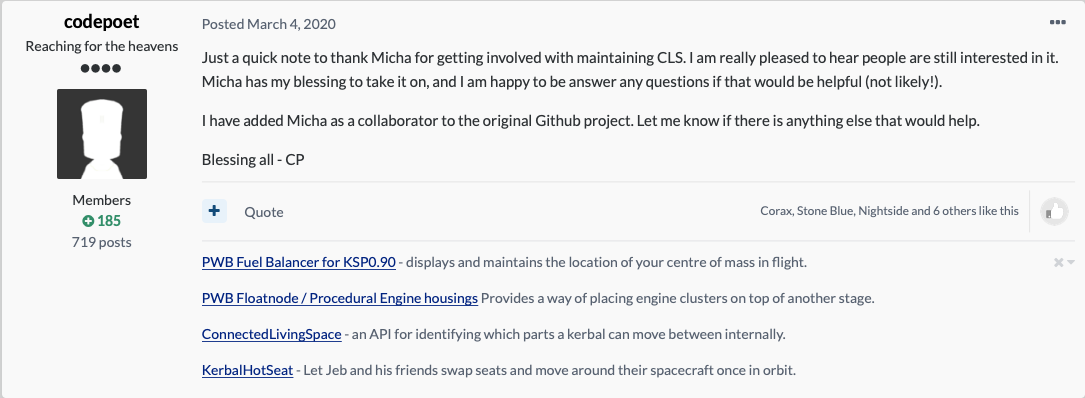 codepoet
Reaching for the heavens
Members
185
719 posts
Posted March 4, 2020
Just a quick note to thank Micha for getting involved with maintaining CLS. I am really pleased to hear people are still interested in it.
Micha has my blessing to take it on, and I am happy to be answer any questions if that would be helpful (not likely!).
I have added Micha as a collaborator to the original Github project. Let me know if there is anything else that would help.
Blessing all - CP
Quote
Corax, Stone Blue, Nightside and 6 others like this
PWB Fuel Balancer for KSP0.90 - displays and maintains the location of your centre of mass in flight.
PWB Floatnode / Procedural Engine housings Provides a way of placing engine clusters on top of another stage.
ConnectedLivingSpace - an API for identifying which parts a kerbal can move between internally.
KerbalHotSeat - Let Jeb and his friends swap seats and move around their spacecraft once in orbit.